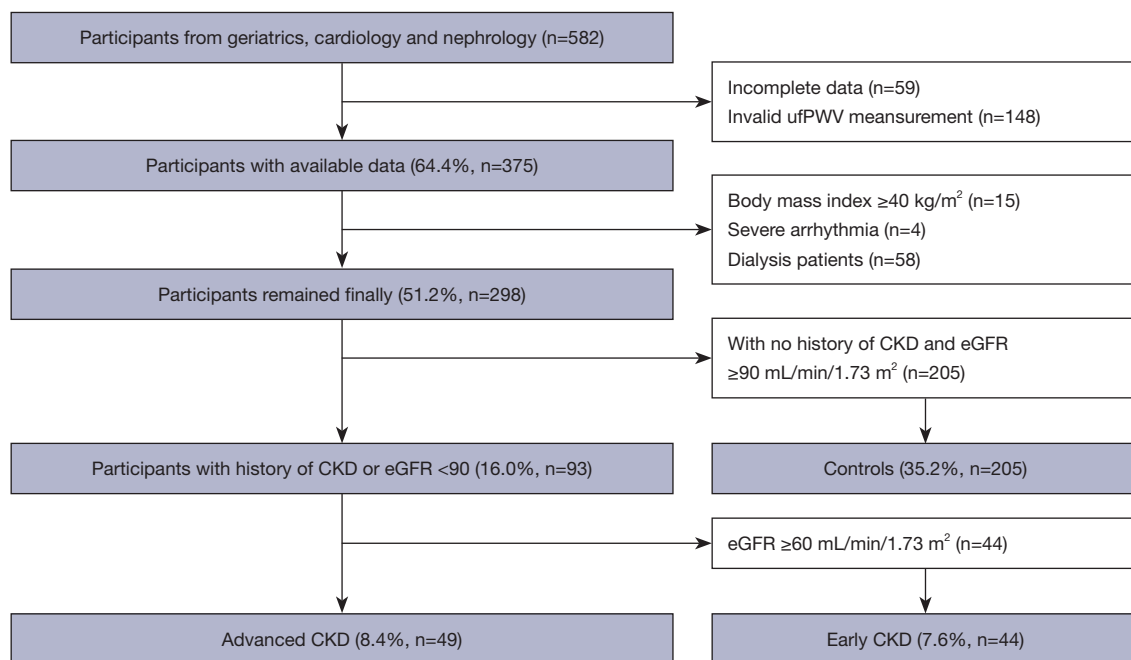 Participants from geriatrics, cardiology and nephrology (n=582)
Incomplete data (n=59)
Invalid ufPWV meansurement (n=148)
Participants with available data (64.4%, n=375)
Body mass index ≥40 kg/m² (n=15)
Severe arrhythmia (n=4)
Dialysis patients (n=58)
Participants remained finally (51.2%, n=298)
With no history of CKD and eGFR
≥90 mL/min/1.73 m² (n=205)
Participants with history of CKD or eGFR <90 (16.0%, n=93)
Controls (35.2%, n=205)
eGFR ≥60 mL/min/1.73 m² (n=44)
Advanced CKD (8.4%, n=49)
Early CKD (7.6%, n=44)